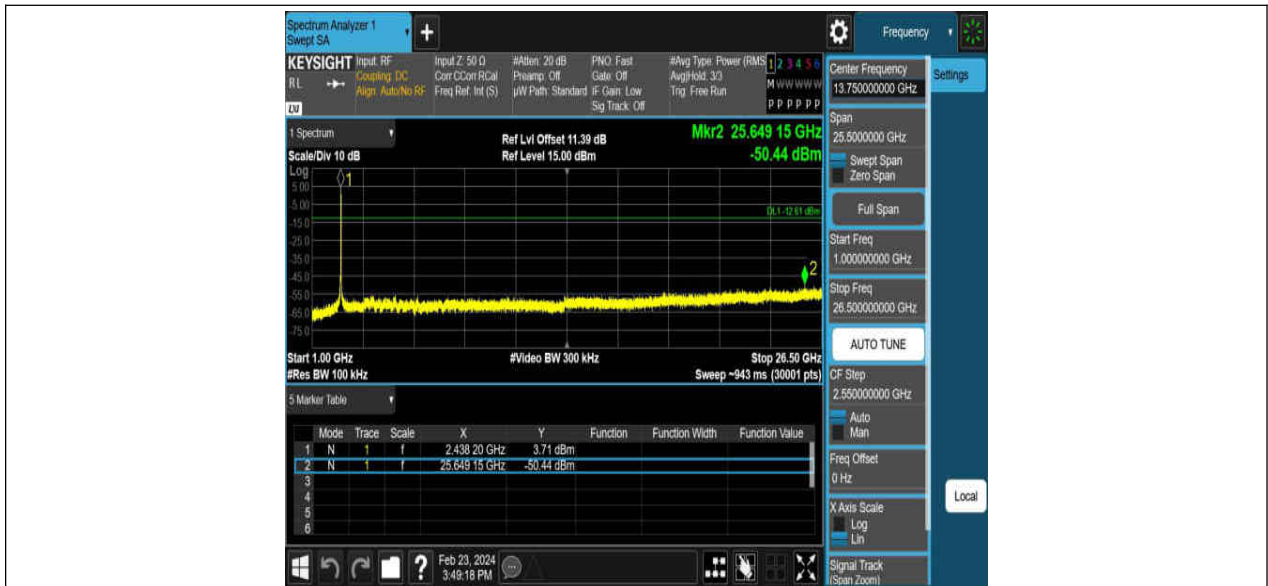 Spectrum Analyzer 1
Swept SA
+
Frequency
KEYSIGHT
RL
LXI
Input: RF
Coupling: DC
Align: Auto/No RF
Input Z: 50 Ω
Corr CCorr RCal
Freq Ref: Int (S)
#Atten: 20 dB
Preamp: Off
µW Path: Standard
PNO: Fast
Gate: Off
IF Gain: Low
Sig Track: Off
#Avg Type: Power (RMS
Avg|Hold: 3/3
Trig: Free Run
1 2 3 4 5 6
M W W W W W
P P P P P P
1 Spectrum
Scale/Div 10 dB
Ref Lvl Offset 11.39 dB
Ref Level 15.00 dBm
Mkr2 25.649 15 GHz
-50.44 dBm
Log
1
5.00
-5.00
DL1 -12.61 dBm
-15.0
-25.0
-35.0
2
-45.0
-55.0
-65.0
-75.0
Start 1.00 GHz
#Video BW 300 kHz
Stop 26.50 GHz
#Res BW 100 kHz
Sweep ~943 ms (30001 pts)
5 Marker Table
Mode Trace Scale X Y Function Function Width Function Value
1 N 1 f 2.438 20 GHz 3.71 dBm
2 N 1 f 25.649 15 GHz -50.44 dBm
3
4
5
6
?
Feb 23, 2024
3:49:18 PM
Center Frequency
13.750000000 GHz
Settings
Span
25.5000000 GHz
Swept Span
Zero Span
Full Span
Start Freq
1.000000000 GHz
Stop Freq
26.500000000 GHz
AUTO TUNE
CF Step
2.550000000 GHz
Auto
Man
Freq Offset
0 Hz
X Axis Scale
Log
Lin
Signal Track
(Span Zoom)
Local